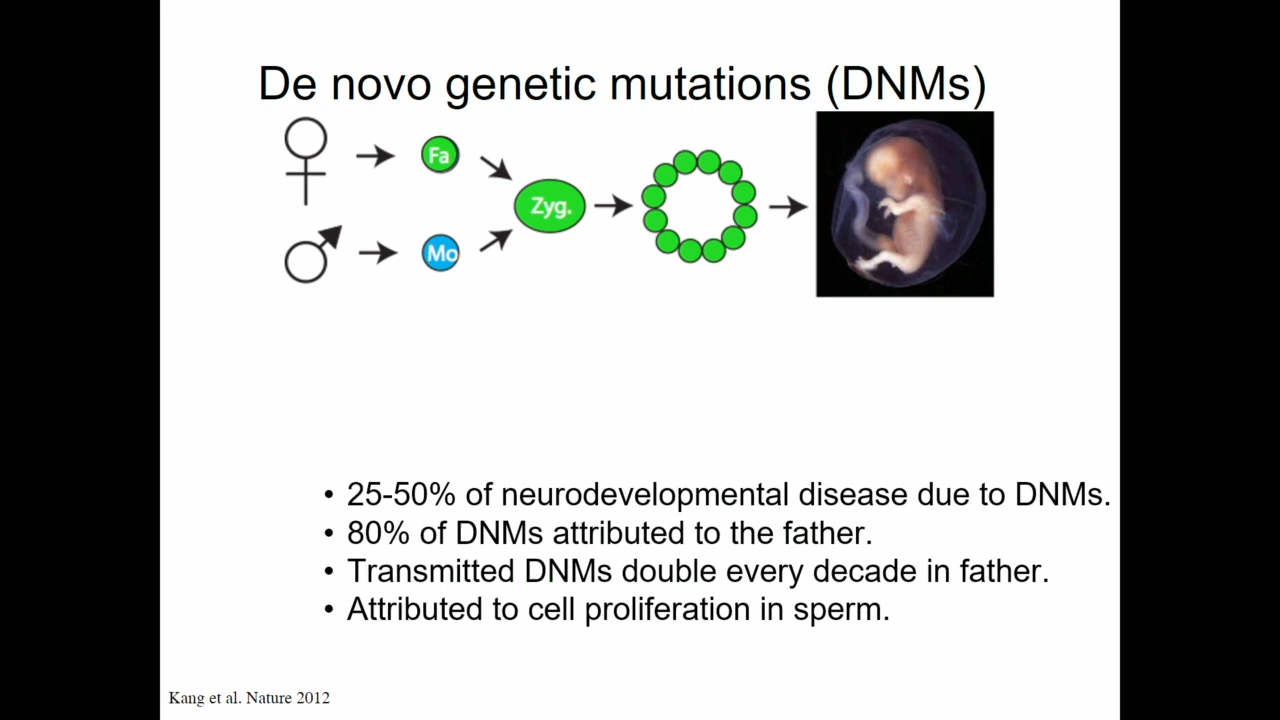 De novo genetic mutations (DNMs)
Fa
Zyg.
Mo
• 25-50% of neurodevelopmental disease due to DNMs.
• 80% of DNMs attributed to the father.
• Transmitted DNMs double every decade in father.
• Attributed to cell proliferation in sperm.
Kang et al. Nature 2012